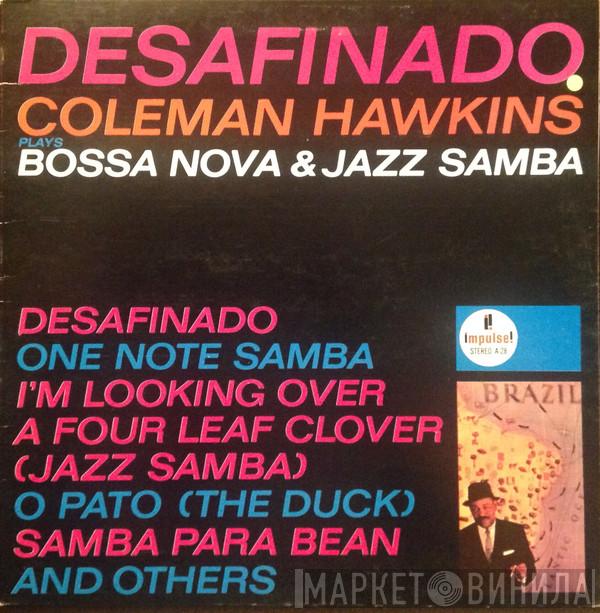 DESAFINADO
COLEMAN HAWKINS
PLAYS
BOSSA NOVA & JAZZ SAMBA
DESAFINADO
ONE NOTE SAMBA
I'M LOOKING OVER
A FOUR LEAF CLOVER
(JAZZ SAMBA)
O PATO (THE DUCK)
SAMBA PARA BEAN
AND OTHERS
impulse!
STEREO A-28
BRAZIL
МАРКЕТ ВИНИЛА